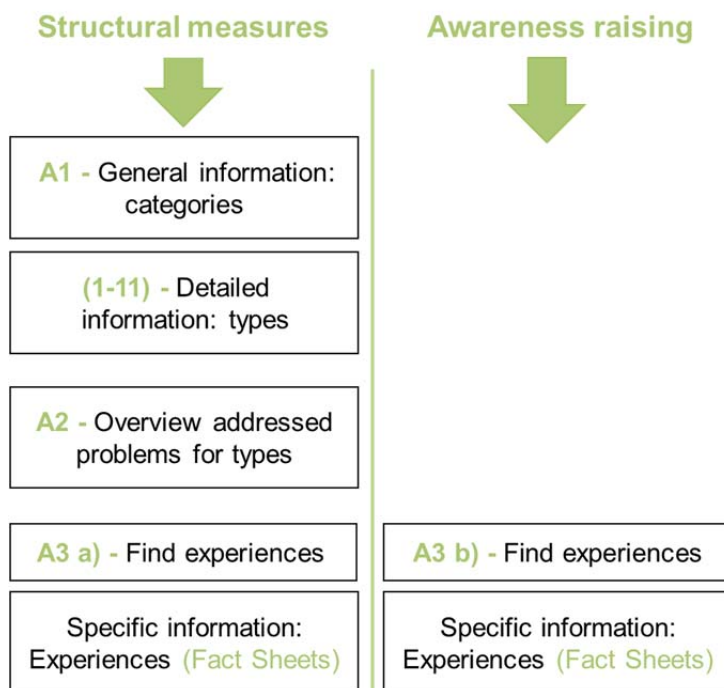 Structural measures
A1 - General information:
categories
(1-11) - Detailed
information: types
A2 - Overview addressed
problems for types
A3 a) - Find experiences
Specific information:
Experiences (Fact Sheets)
Awareness raising
A3 b) - Find experiences
Specific information:
Experiences (Fact Sheets)